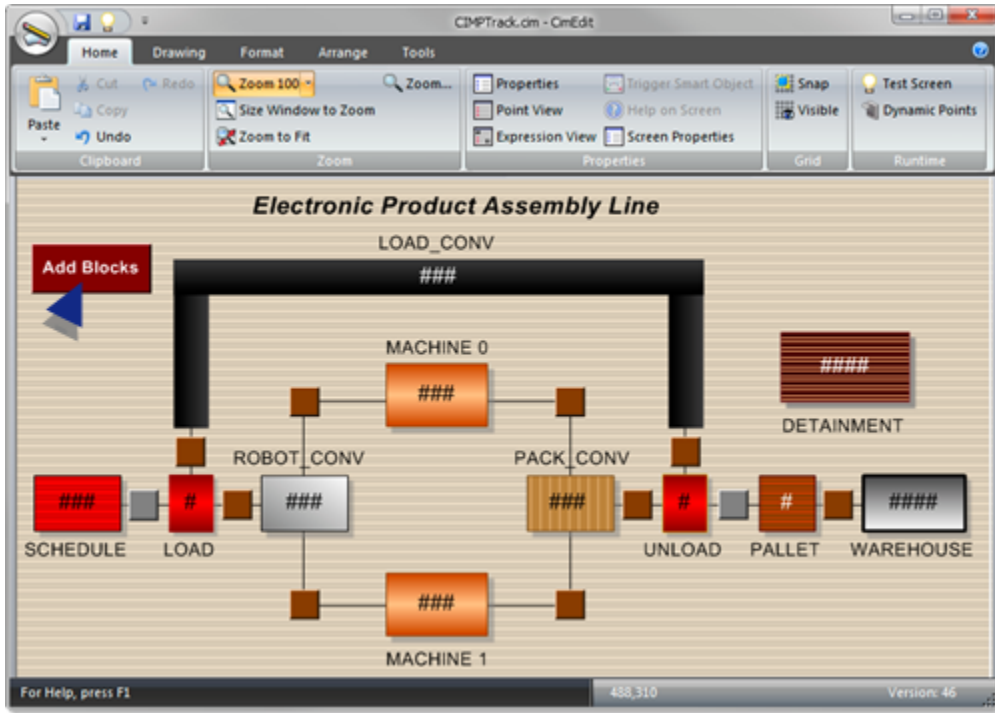 CIMPTrack.cim - CimEdit
Home Drawing Format Arrange Tools
Paste
Cut
Copy
Undo
Redo
Clipboard
Zoom 100
Size Window to Zoom
Zoom to Fit
Zoom...
Zoom
Properties
Point View
Expression View
Trigger Smart Object
Help on Screen
Screen Properties
Properties
Snap
Visible
Grid
Test Screen
Dynamic Points
Runtime
Electronic Product Assembly Line
Add Blocks
LOAD_CONV
###
MACHINE 0
###
####
DETAINMENT
ROBOT_CONV
PACK_CONV
###
#
###
###
#
#
####
SCHEDULE
LOAD
UNLOAD
PALLET
WAREHOUSE
###
MACHINE 1
For Help, press F1
488,310
Version: 46